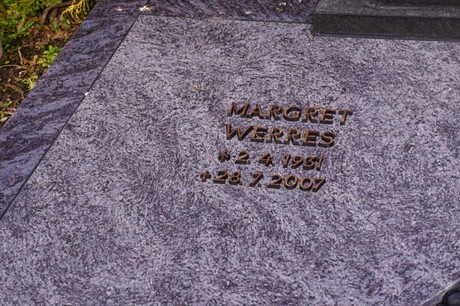 MARGRET
WERRES
* 2. 4. 1951
+ 28. 7. 2007